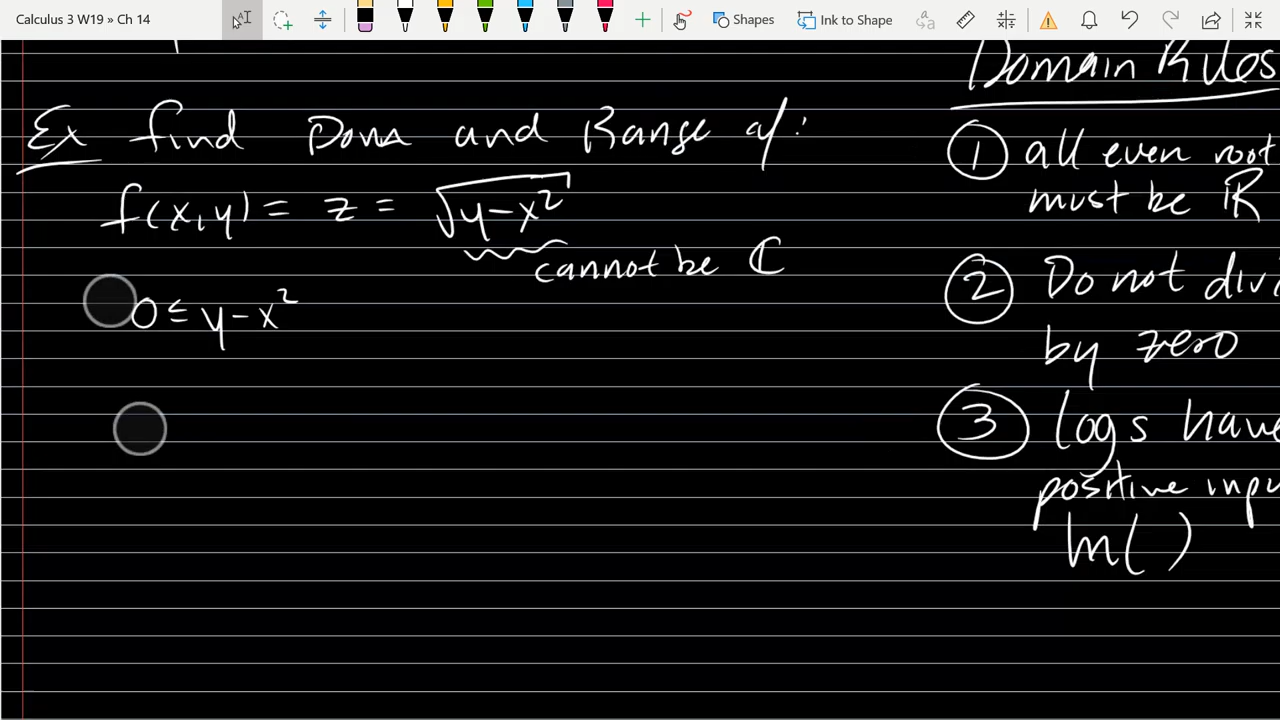 Calculus 3 W19 » Ch 14
Shapes
Ink to Shape
Ex find Dom and Range of:
f(x,y) = z = √(y-x²)
cannot be ℂ
0 ≤ y-x²
Domain Rules
① all even root
must be ℝ
② Do not divi
by zero
③ logs have
positive inpu
ln( )